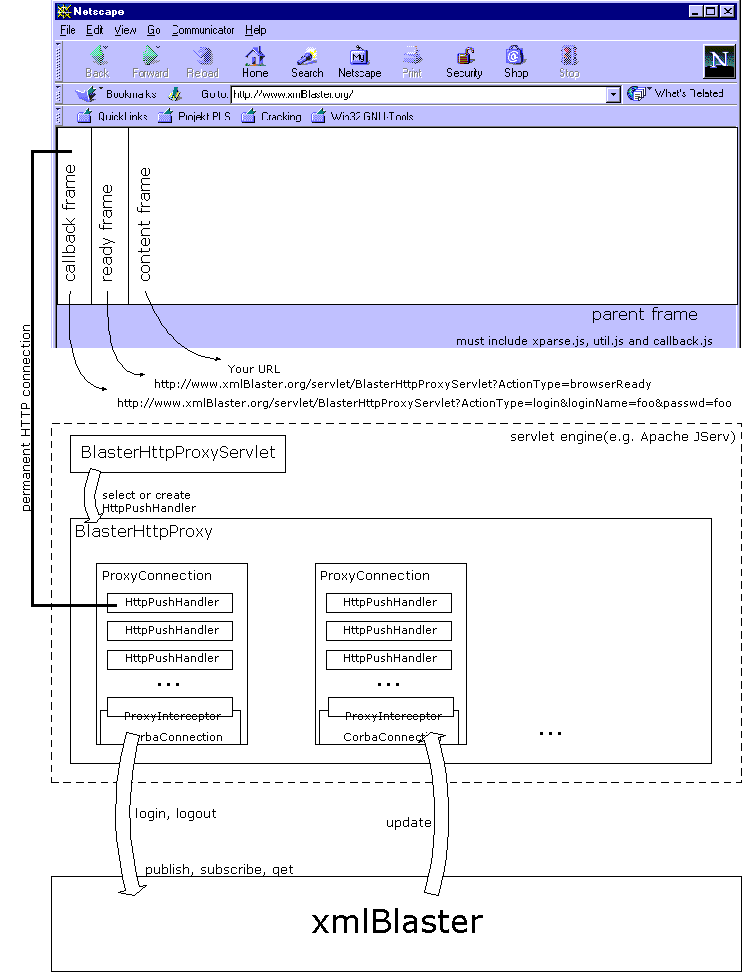 Netscape
File Edit View Go Communicator Help
Back Forward Reload Home Search Netscape Print Security Shop Stop
Bookmarks Go to: http://www.xmlBlaster.org/ What's Related
QuickLinks Projekt PLS Cracking Win32 GNU-Tools
callback frame
ready frame
content frame
parent frame
must include xparse.js, util.js and callback.js
permanent HTTP connection
Your URL
http://www.xmlBlaster.org/servlet/BlasterHttpProxyServlet?ActionType=browserReady
http://www.xmlBlaster.org/servlet/BlasterHttpProxyServlet?ActionType=login&loginName=foo&passwd=foo
servlet engine(e.g. Apache JServ)
BlasterHttpProxyServlet
select or create
HttpPushHandler
BlasterHttpProxy
ProxyConnection
HttpPushHandler
HttpPushHandler
HttpPushHandler
...
ProxyInterceptor
CorbaConnection
ProxyConnection
HttpPushHandler
HttpPushHandler
HttpPushHandler
...
ProxyInterceptor
CorbaConnection
...
login, logout
update
publish, subscribe, get
xmlBlaster